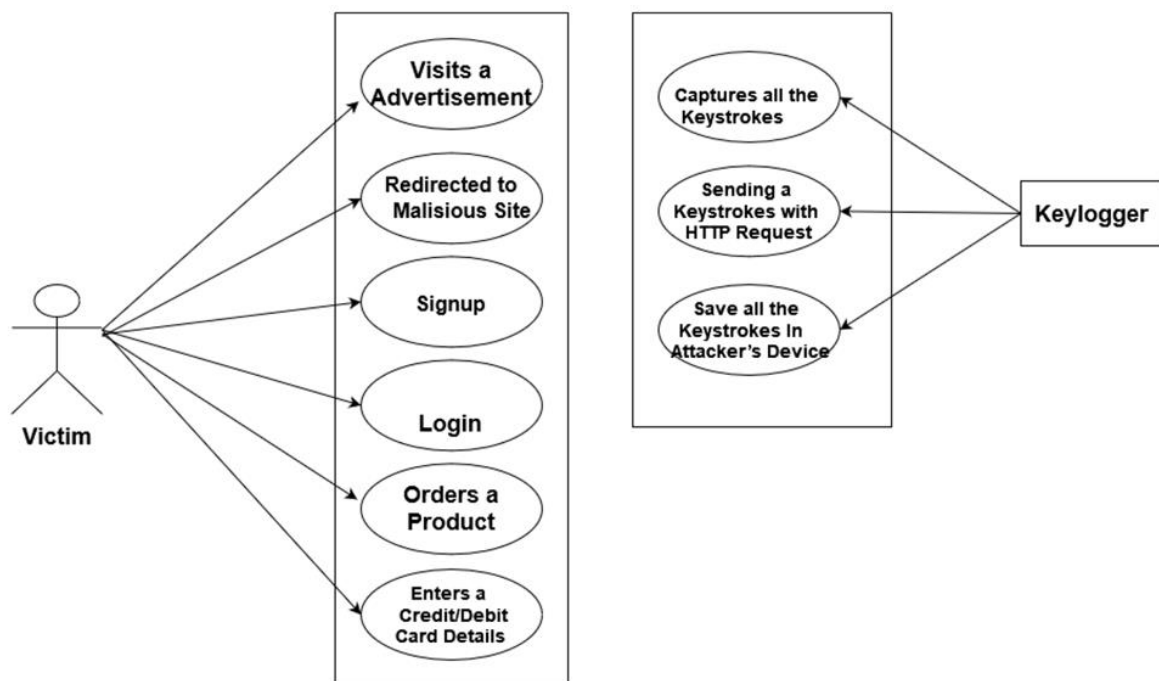 Visits a
Advertisement
Redirected to
Malisious Site
Signup
Login
Orders a
Product
Enters a
Credit/Debit
Card Details
Victim
Captures all the
Keystrokes
Sending a
Keystrokes with
HTTP Request
Save all the
Keystrokes In
Attacker's Device
Keylogger